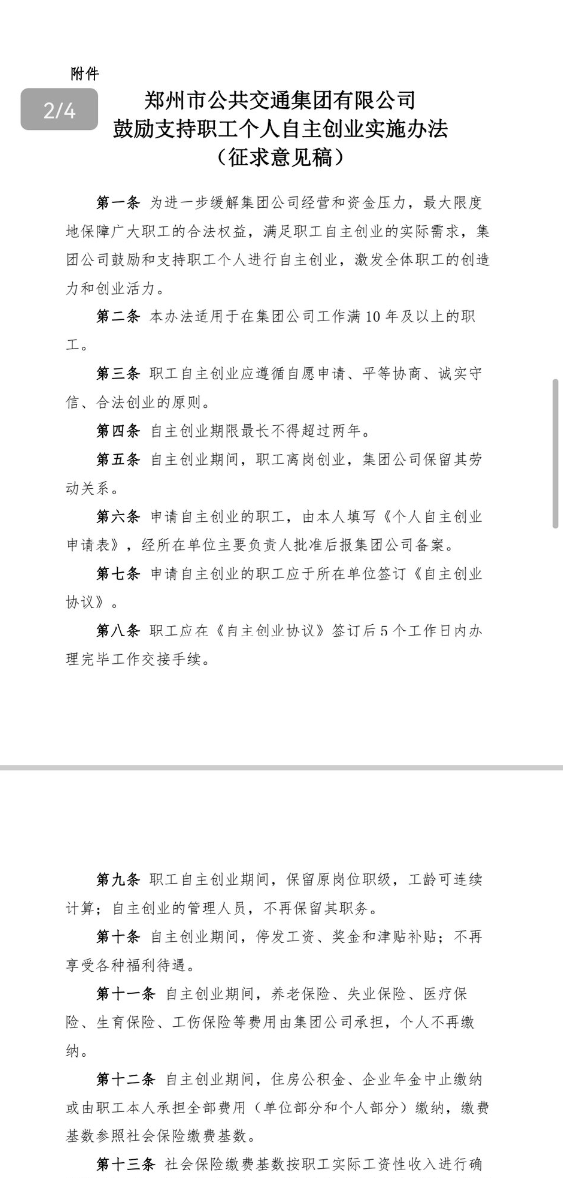 附件
2/4
郑州市公共交通集团有限公司
鼓励支持职工个人自主创业实施办法
（征求意见稿）
第一条 为进一步缓解集团公司经营和资金压力，最大限度
地保障广大职工的合法权益，满足职工自主创业的实际需求，集
团公司鼓励和支持职工个人进行自主创业，激发全体职工的创造
力和创业活力。
第二条 本办法适用于在集团公司工作满 10 年及以上的职
工。
第三条 职工自主创业应遵循自愿申请、平等协商、诚实守
信、合法创业的原则。
第四条 自主创业期限最长不得超过两年。
第五条 自主创业期间，职工离岗创业，集团公司保留其劳
动关系。
第六条 申请自主创业的职工，由本人填写《个人自主创业
申请表》，经所在单位主要负责人批准后报集团公司备案。
第七条 申请自主创业的职工应于所在单位签订《自主创业
协议》。
第八条 职工应在《自主创业协议》签订后 5 个工作日内办
理完毕工作交接手续。
第九条 职工自主创业期间，保留原岗位职级，工龄可连续
计算；自主创业的管理人员，不再保留其职务。
第十条 自主创业期间，停发工资、奖金和津贴补贴；不再
享受各种福利待遇。
第十一条 自主创业期间，养老保险、失业保险、医疗保
险、生育保险、工伤保险等费用由集团公司承担，个人不再缴
纳。
第十二条 自主创业期间，住房公积金、企业年金中止缴纳
或由职工本人承担全部费用（单位部分和个人部分）缴纳，缴费
基数参照社会保险缴费基数。
第十三条 社会保险缴费基数按职工实际工资性收入进行确